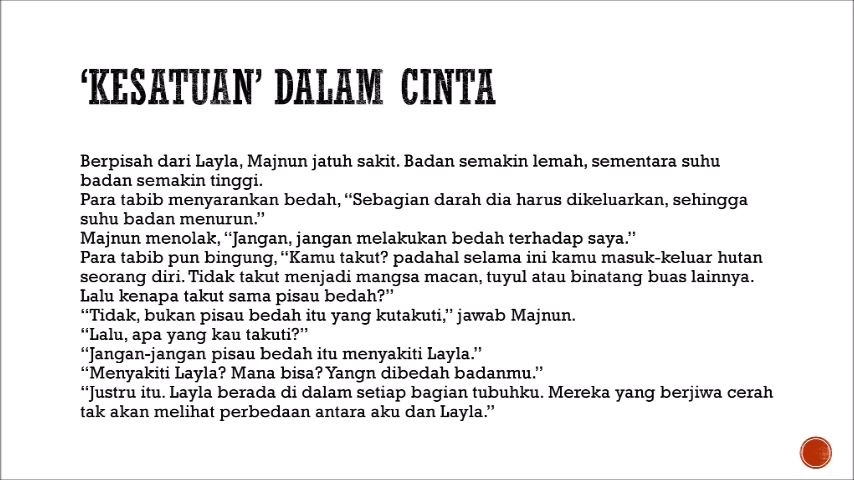 ‘KESATUAN’ DALAM CINTA
Berpisah dari Layla, Majnun jatuh sakit. Badan semakin lemah, sementara suhu
badan semakin tinggi.
Para tabib menyarankan bedah, “Sebagian darah dia harus dikeluarkan, sehingga
suhu badan menurun.”
Majnun menolak, “Jangan, jangan melakukan bedah terhadap saya.”
Para tabib pun bingung, “Kamu takut? padahal selama ini kamu masuk-keluar hutan
seorang diri. Tidak takut menjadi mangsa macan, tuyul atau binatang buas lainnya.
Lalu kenapa takut sama pisau bedah?”
“Tidak, bukan pisau bedah itu yang kutakuti,” jawab Majnun.
“Lalu, apa yang kau takuti?”
“Jangan-jangan pisau bedah itu menyakiti Layla.”
“Menyakiti Layla? Mana bisa? Yangn dibedah badanmu.”
“Justru itu. Layla berada di dalam setiap bagian tubuhku. Mereka yang berjiwa cerah
tak akan melihat perbedaan antara aku dan Layla.”